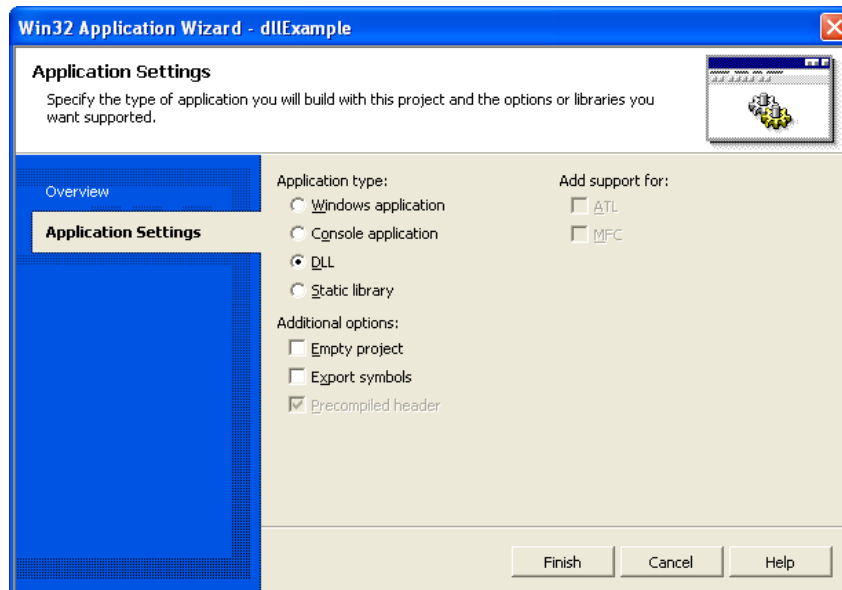 Win32 Application Wizard - dllExample
Application Settings
Specify the type of application you will build with this project and the options or libraries you
want supported.
Overview
Application Settings
Application type:
Windows application
Console application
DLL
Static library
Additional options:
Empty project
Export symbols
Precompiled header
Add support for:
ATL
MFC
Finish
Cancel
Help